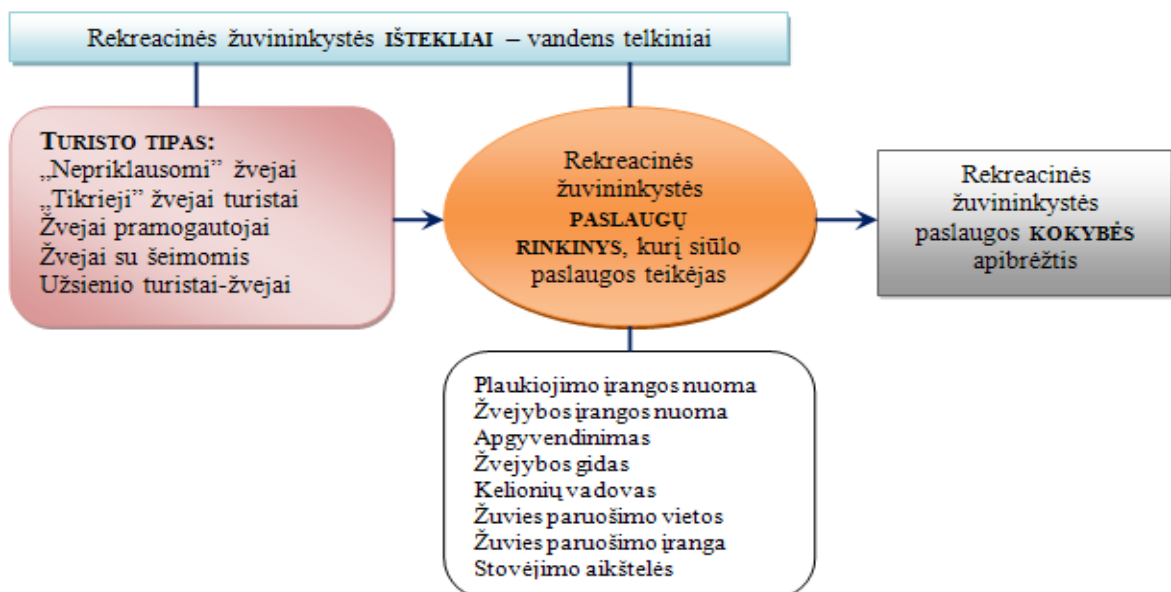 Rekreacinės žuvininkystės IŠTEKLIAI – vandens telkiniai
TURISTO TIPAS:
„Nepriklausomi” žvejai
„Tikrieji” žvejai turistai
Žvejai pramogautojai
Žvejai su šeimomis
Užsienio turistai-žvejai
Rekreacinės
žuvininkystės
PASLAUGŲ
RINKINYS, kurį siūlo
paslaugos teikėjas
Rekreacinės
žuvininkystės
paslaugos KOKYBĖS
apibrėžtis
Plaukiojimo įrangos nuoma
Žvejybos įrangos nuoma
Apgyvendinimas
Žvejybos gidas
Kelionių vadovas
Žuvies paruošimo vietos
Žuvies paruošimo įranga
Stovėjimo aikštelės